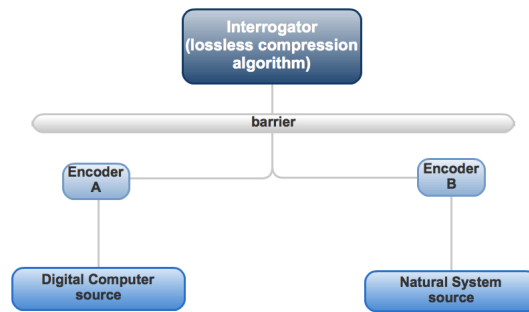 Interrogator
(lossless compression
algorithm)
barrier
Encoder
A
Encoder
B
Digital Computer
source
Natural System
source